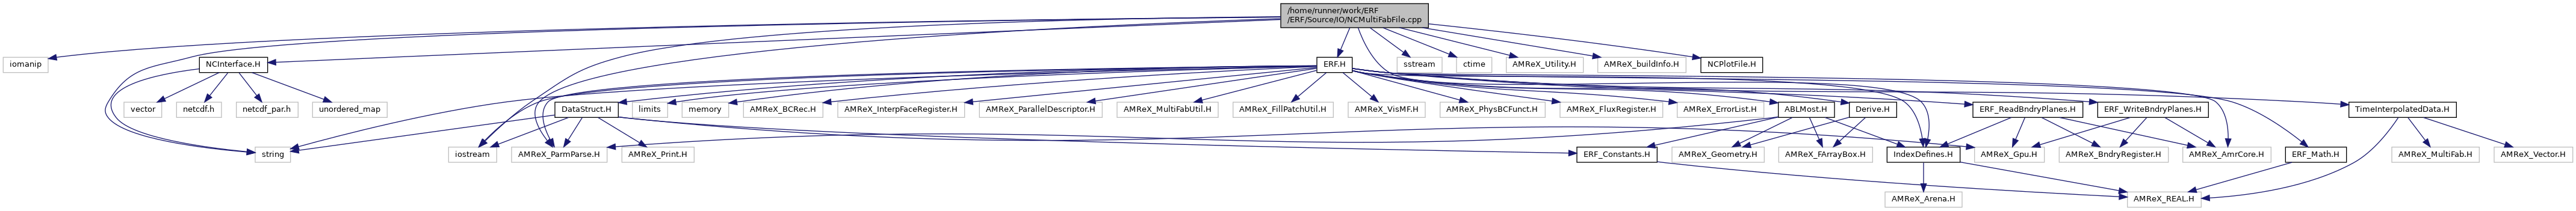 /home/runner/work/ERF
/ERF/Source/IO/NCMultiFabFile.cpp
iomanip
NCInterface.H
ERF.H
sstream
ctime
AMReX_Utility.H
AMReX_buildInfo.H
NCPlotFile.H
vector
netcdf.h
netcdf_par.h
unordered_map
DataStruct.H
limits
memory
AMReX_BCRec.H
AMReX_InterpFaceRegister.H
AMReX_ParallelDescriptor.H
AMReX_MultiFabUtil.H
AMReX_FillPatchUtil.H
AMReX_VisMF.H
AMReX_PhysBCFunct.H
AMReX_FluxRegister.H
AMReX_ErrorList.H
ABLMost.H
Derive.H
ERF_ReadBndryPlanes.H
ERF_WriteBndryPlanes.H
TimeInterpolatedData.H
string
iostream
AMReX_ParmParse.H
AMReX_Print.H
ERF_Constants.H
AMReX_Geometry.H
AMReX_FArrayBox.H
IndexDefines.H
AMReX_Gpu.H
AMReX_BndryRegister.H
AMReX_AmrCore.H
ERF_Math.H
AMReX_MultiFab.H
AMReX_Vector.H
AMReX_Arena.H
AMReX_REAL.H